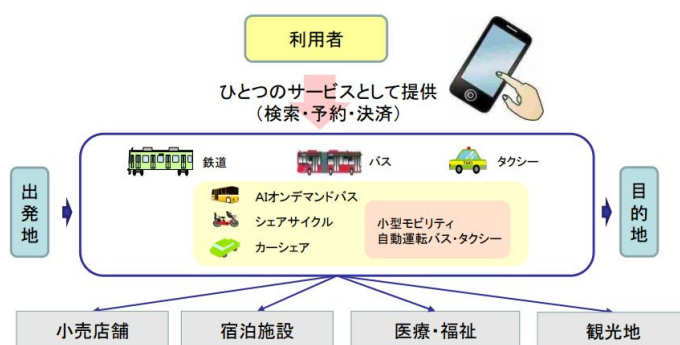 利用者
ひとつのサービスとして提供
（検索・予約・決済）
鉄道
バス
タクシー
TAXI
出発地
AIオンデマンドバス
シェアサイクル
カーシェア
小型モビリティ
自動運転バス・タクシー
目的地
小売店舗
宿泊施設
医療・福祉
観光地